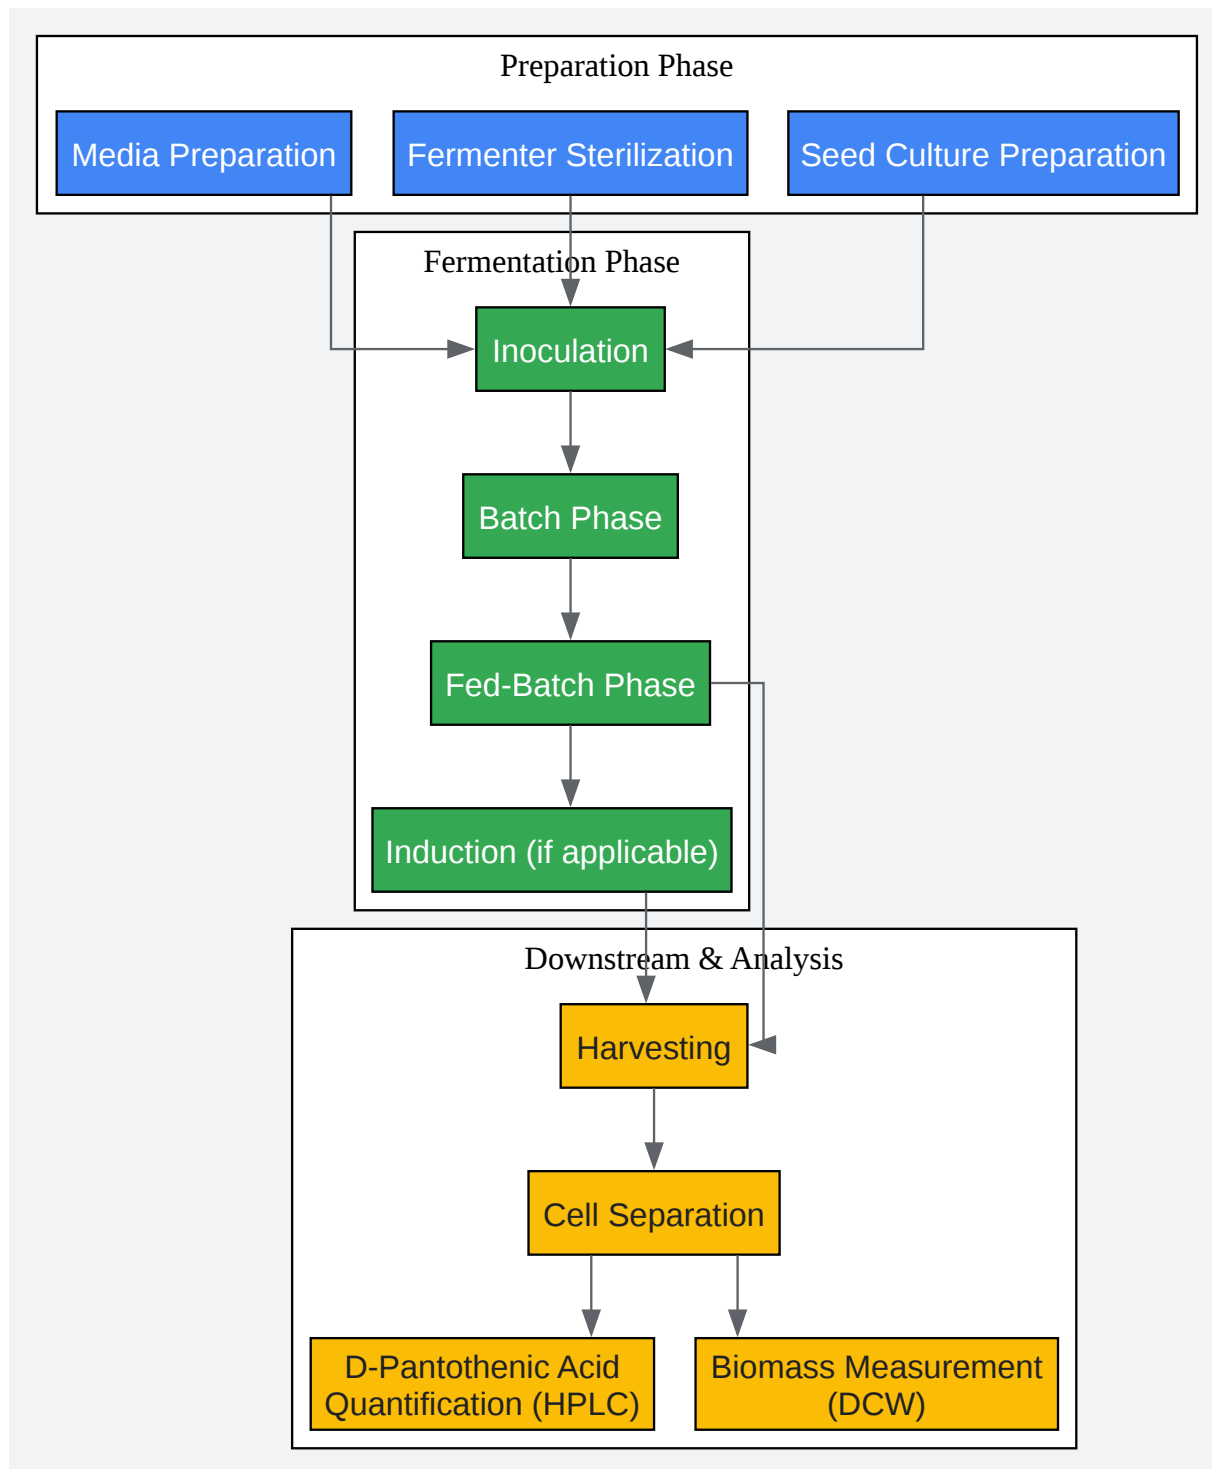 Preparation Phase
Media Preparation
Fermenter Sterilization
Seed Culture Preparation
Fermentation Phase
Inoculation
Batch Phase
Fed-Batch Phase
Induction (if applicable)
Downstream & Analysis
Harvesting
Cell Separation
D-Pantothenic Acid
Quantification (HPLC)
Biomass Measurement
(DCW)